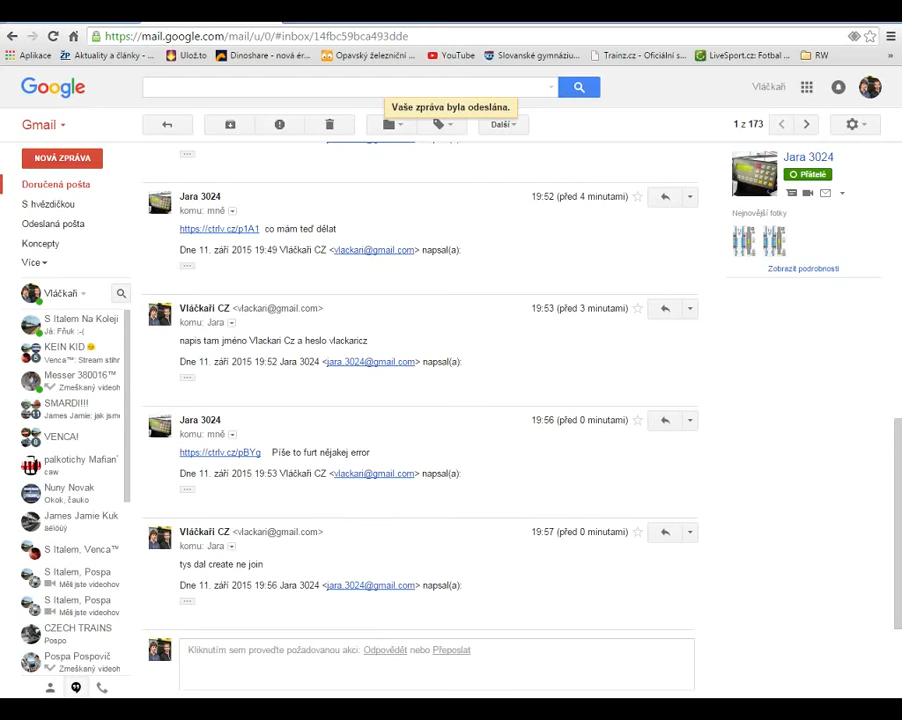 https://mail.google.com/mail/u/0/#inbox/14fbc59bca493dde
Aplikace
Aktuality a články - ...
Ulož.to
Dinoshare - nová ér...
Opavský železniční ...
YouTube
Slovanské gymnáziu...
Trainz.cz - Oficiální s...
LiveSport.cz: Fotbal ...
RW
»
Google
Vláčkaři
Vaše zpráva byla odeslána.
Gmail
Další
1 z 173
NOVÁ ZPRÁVA
Doručená pošta
S hvězdičkou
Odeslaná pošta
Koncepty
Více
Vláčkaři
S Italem Na Koleji
Já: Fňuk :-(
KEIN KID
Venca™: Stream stihr
Messer 380016™
Zmeškaný videoh
SMARDI!!!
James Jamie: jak jsme
VENCA!
palkotichy Mafian
caw
Nuny Novak
Okok, čauko
James Jamie Kuk
S Italem, Venca™
S Italem, Pospa
Měli jste videohov
S Italem, Pospa
Měli jste videohov
CZECH TRAINS
Pospo
Pospa Pospovič
Zmeškaný videoh
Jara 3024
19:52 (před 4 minutami)
komu: mně
https://ctrlv.cz/p1A1 co mám teď dělat
Dne 11. září 2015 19:49 Vláčkaři CZ <vlackari@gmail.com> napsal(a):
Vláčkaři CZ <vlackari@gmail.com>
19:53 (před 3 minutami)
komu: Jara
napis tam jméno Vlackari Cz a heslo vlackaricz
Dne 11. září 2015 19:52 Jara 3024 <jara.3024@gmail.com> napsal(a):
Jara 3024
19:56 (před 0 minutami)
komu: mně
https://ctrlv.cz/pBYg Píše to furt nějakej error
Dne 11. září 2015 19:53 Vláčkaři CZ <vlackari@gmail.com> napsal(a):
Vláčkaři CZ <vlackari@gmail.com>
19:57 (před 0 minutami)
komu: Jara
tys dal create ne join
Dne 11. září 2015 19:56 Jara 3024 <jara.3024@gmail.com> napsal(a):
Kliknutím sem proveďte požadovanou akci: Odpovědět nebo Přeposlat
Jara 3024
Přátelé
Nejnovější fotky
Zobrazit podrobnosti